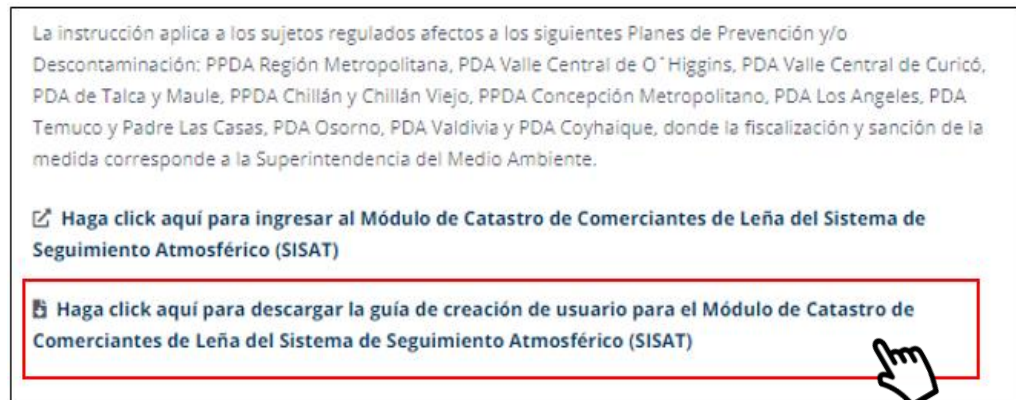 La instrucción aplica a los sujetos regulados afectos a los siguientes Planes de Prevención y/o
Descontaminación: PPDA Región Metropolitana, PDA Valle Central de O´Higgins, PDA Valle Central de Curicó,
PDA de Talca y Maule, PPDA Chillán y Chillán Viejo, PPDA Concepción Metropolitano, PDA Los Angeles, PDA
Temuco y Padre Las Casas, PDA Osorno, PDA Valdivia y PDA Coyhaique, donde la fiscalización y sanción de la
medida corresponde a la Superintendencia del Medio Ambiente.
Haga click aquí para ingresar al Módulo de Catastro de Comerciantes de Leña del Sistema de
Seguimiento Atmosférico (SISAT)
Haga click aquí para descargar la guía de creación de usuario para el Módulo de Catastro de
Comerciantes de Leña del Sistema de Seguimiento Atmosférico (SISAT)